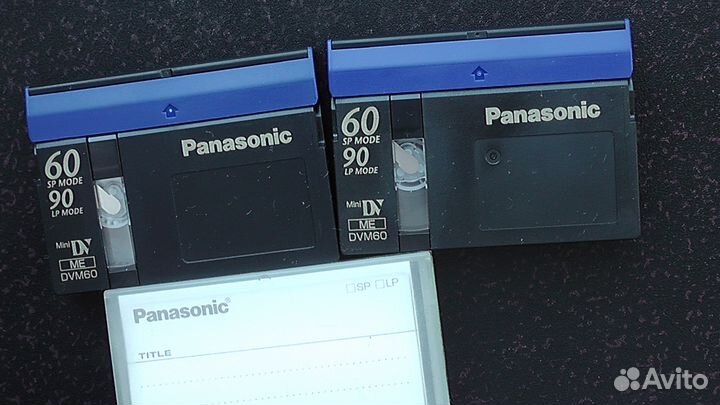 Panasonic
60
SP MODE
90
LP MODE
Mini DV
ME
DVM60
Panasonic
60
SP MODE
90
LP MODE
Mini DV
ME
DVM60
Panasonic®
SP LP
TITLE
Avito